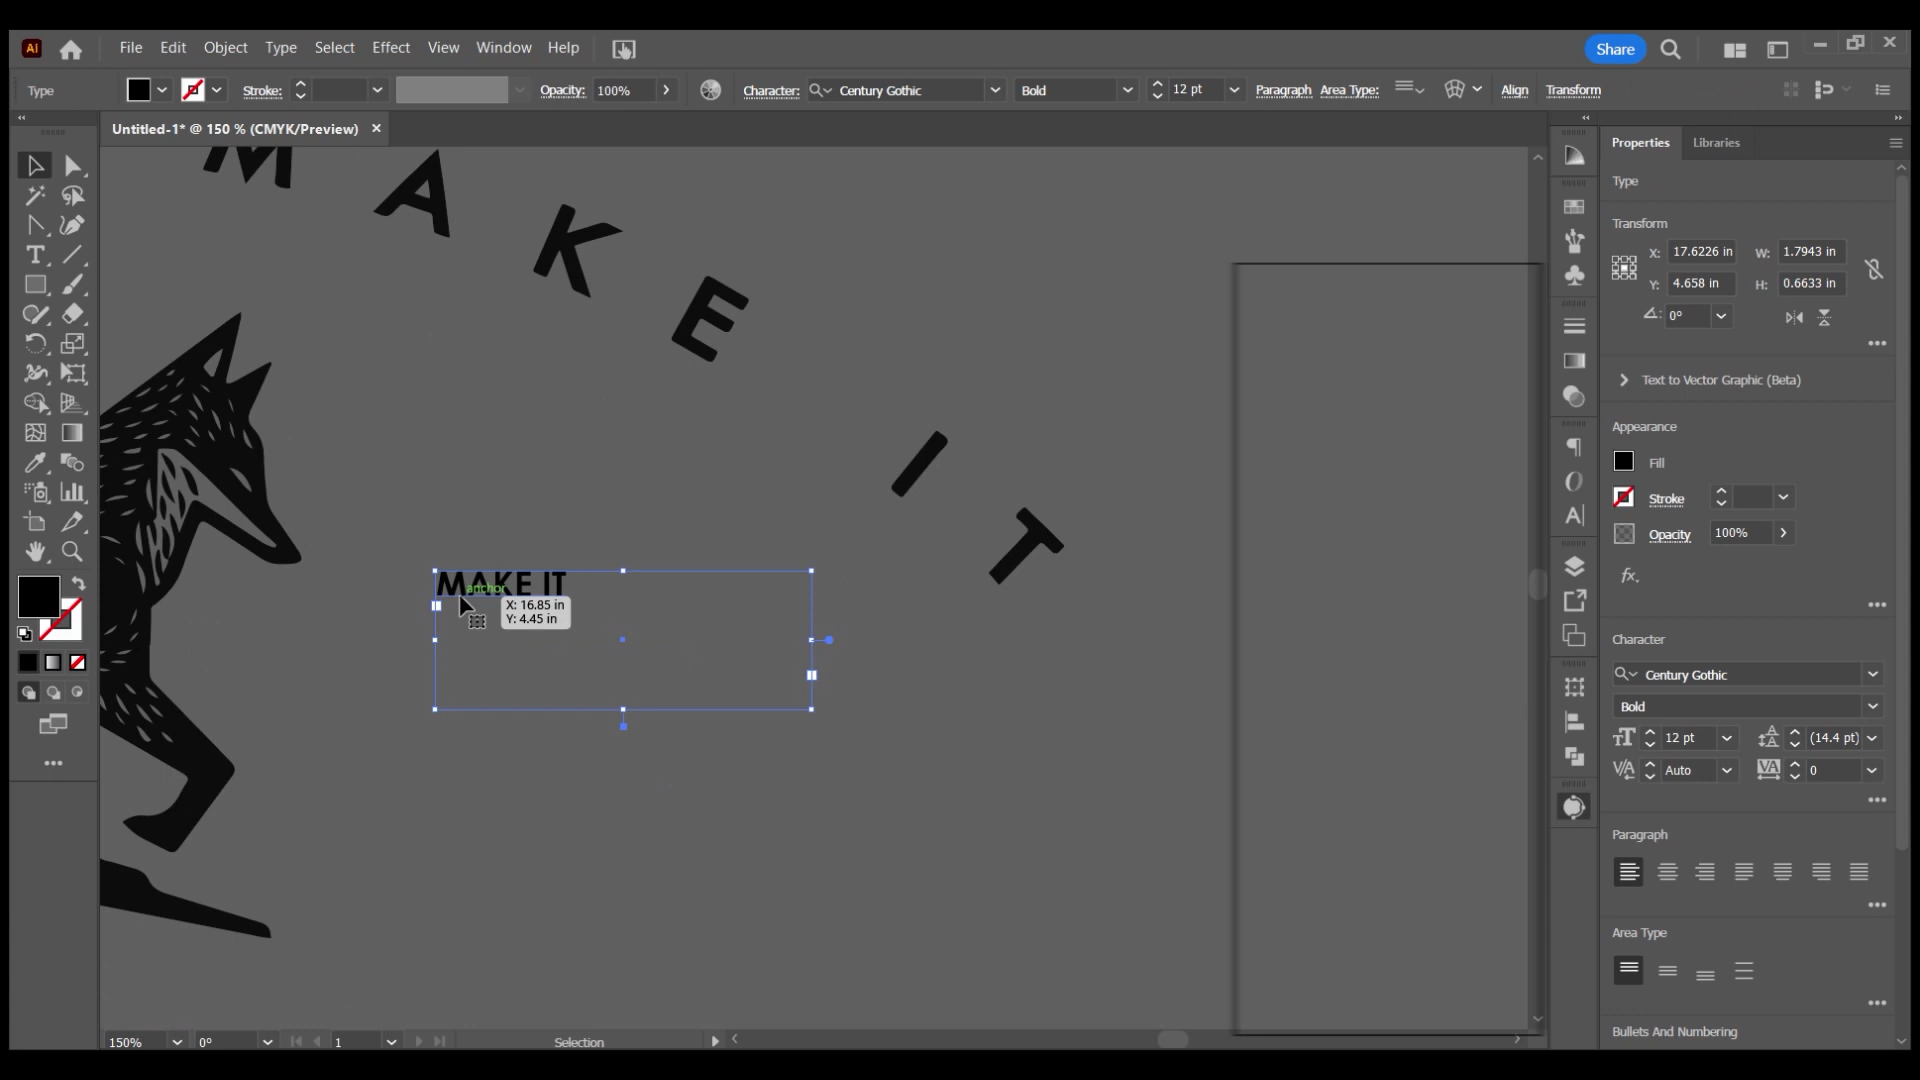 Ai File Edit Object Type Select Effect View Window Help Share
Type Stroke: Opacity: 100% Character: Century Gothic Bold 12 pt Paragraph Area Type: Align Transform
Untitled-1* @ 150 % (CMYK/Preview) ×
MAKE IT
MAKE IT
anchor
X: 16.85 in
Y: 4.45 in
150% 0° 1 Selection
Properties Libraries
Type
Transform
X: 17.6226 in W: 1.7943 in
Y: 4.658 in H: 0.6633 in
0°
Text to Vector Graphic (Beta)
Appearance
Fill
Stroke
Opacity 100%
fx.
Character
Century Gothic
Bold
12 pt (14.4 pt)
Auto 0
Paragraph
Area Type
Bullets And Numbering